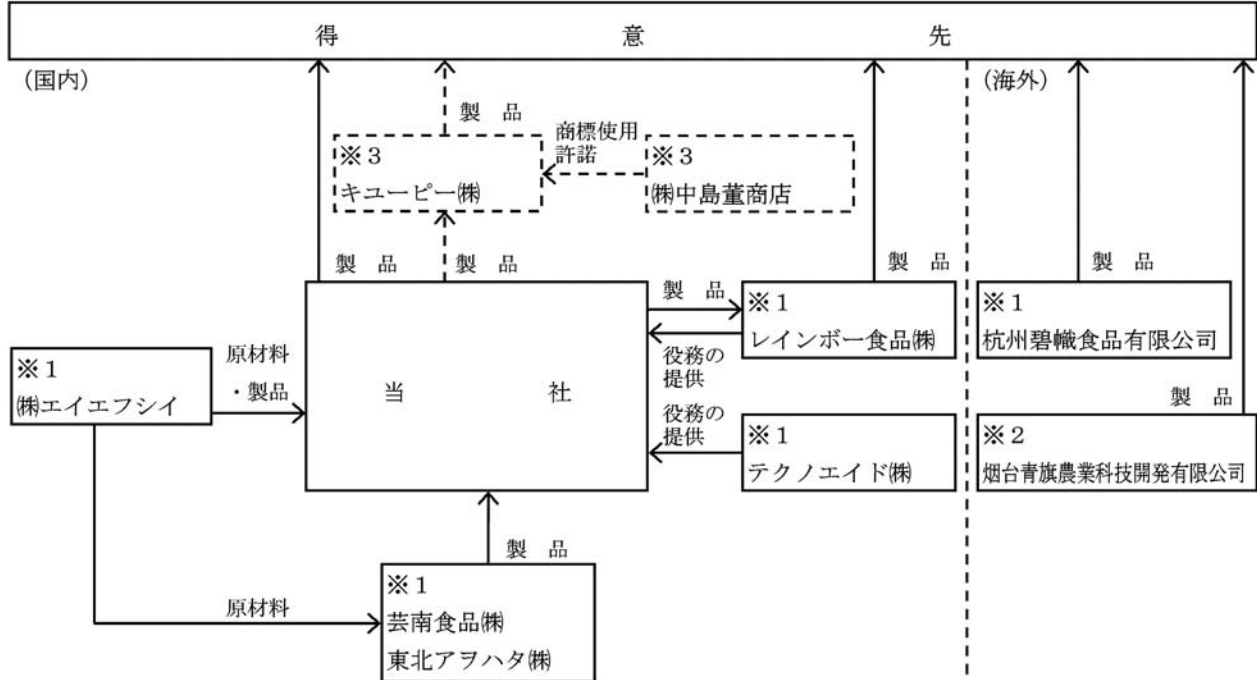 得 意 先
(国内)
(海外)
製 品
商標使用
許諾
※3
キユーピー㈱
※3
㈱中島董商店
製 品
製 品
製 品
製 品
製 品
※1
レインボー食品㈱
※1
杭州碧幟食品有限公司
原材料
・製品
※1
㈱エイエフシイ
当 社
役務の
提供
役務の
提供
製 品
※1
テクノエイド㈱
※2
烟台青旗農業科技開発有限公司
製 品
※1
芸南食品㈱
東北アヲハタ㈱
原材料